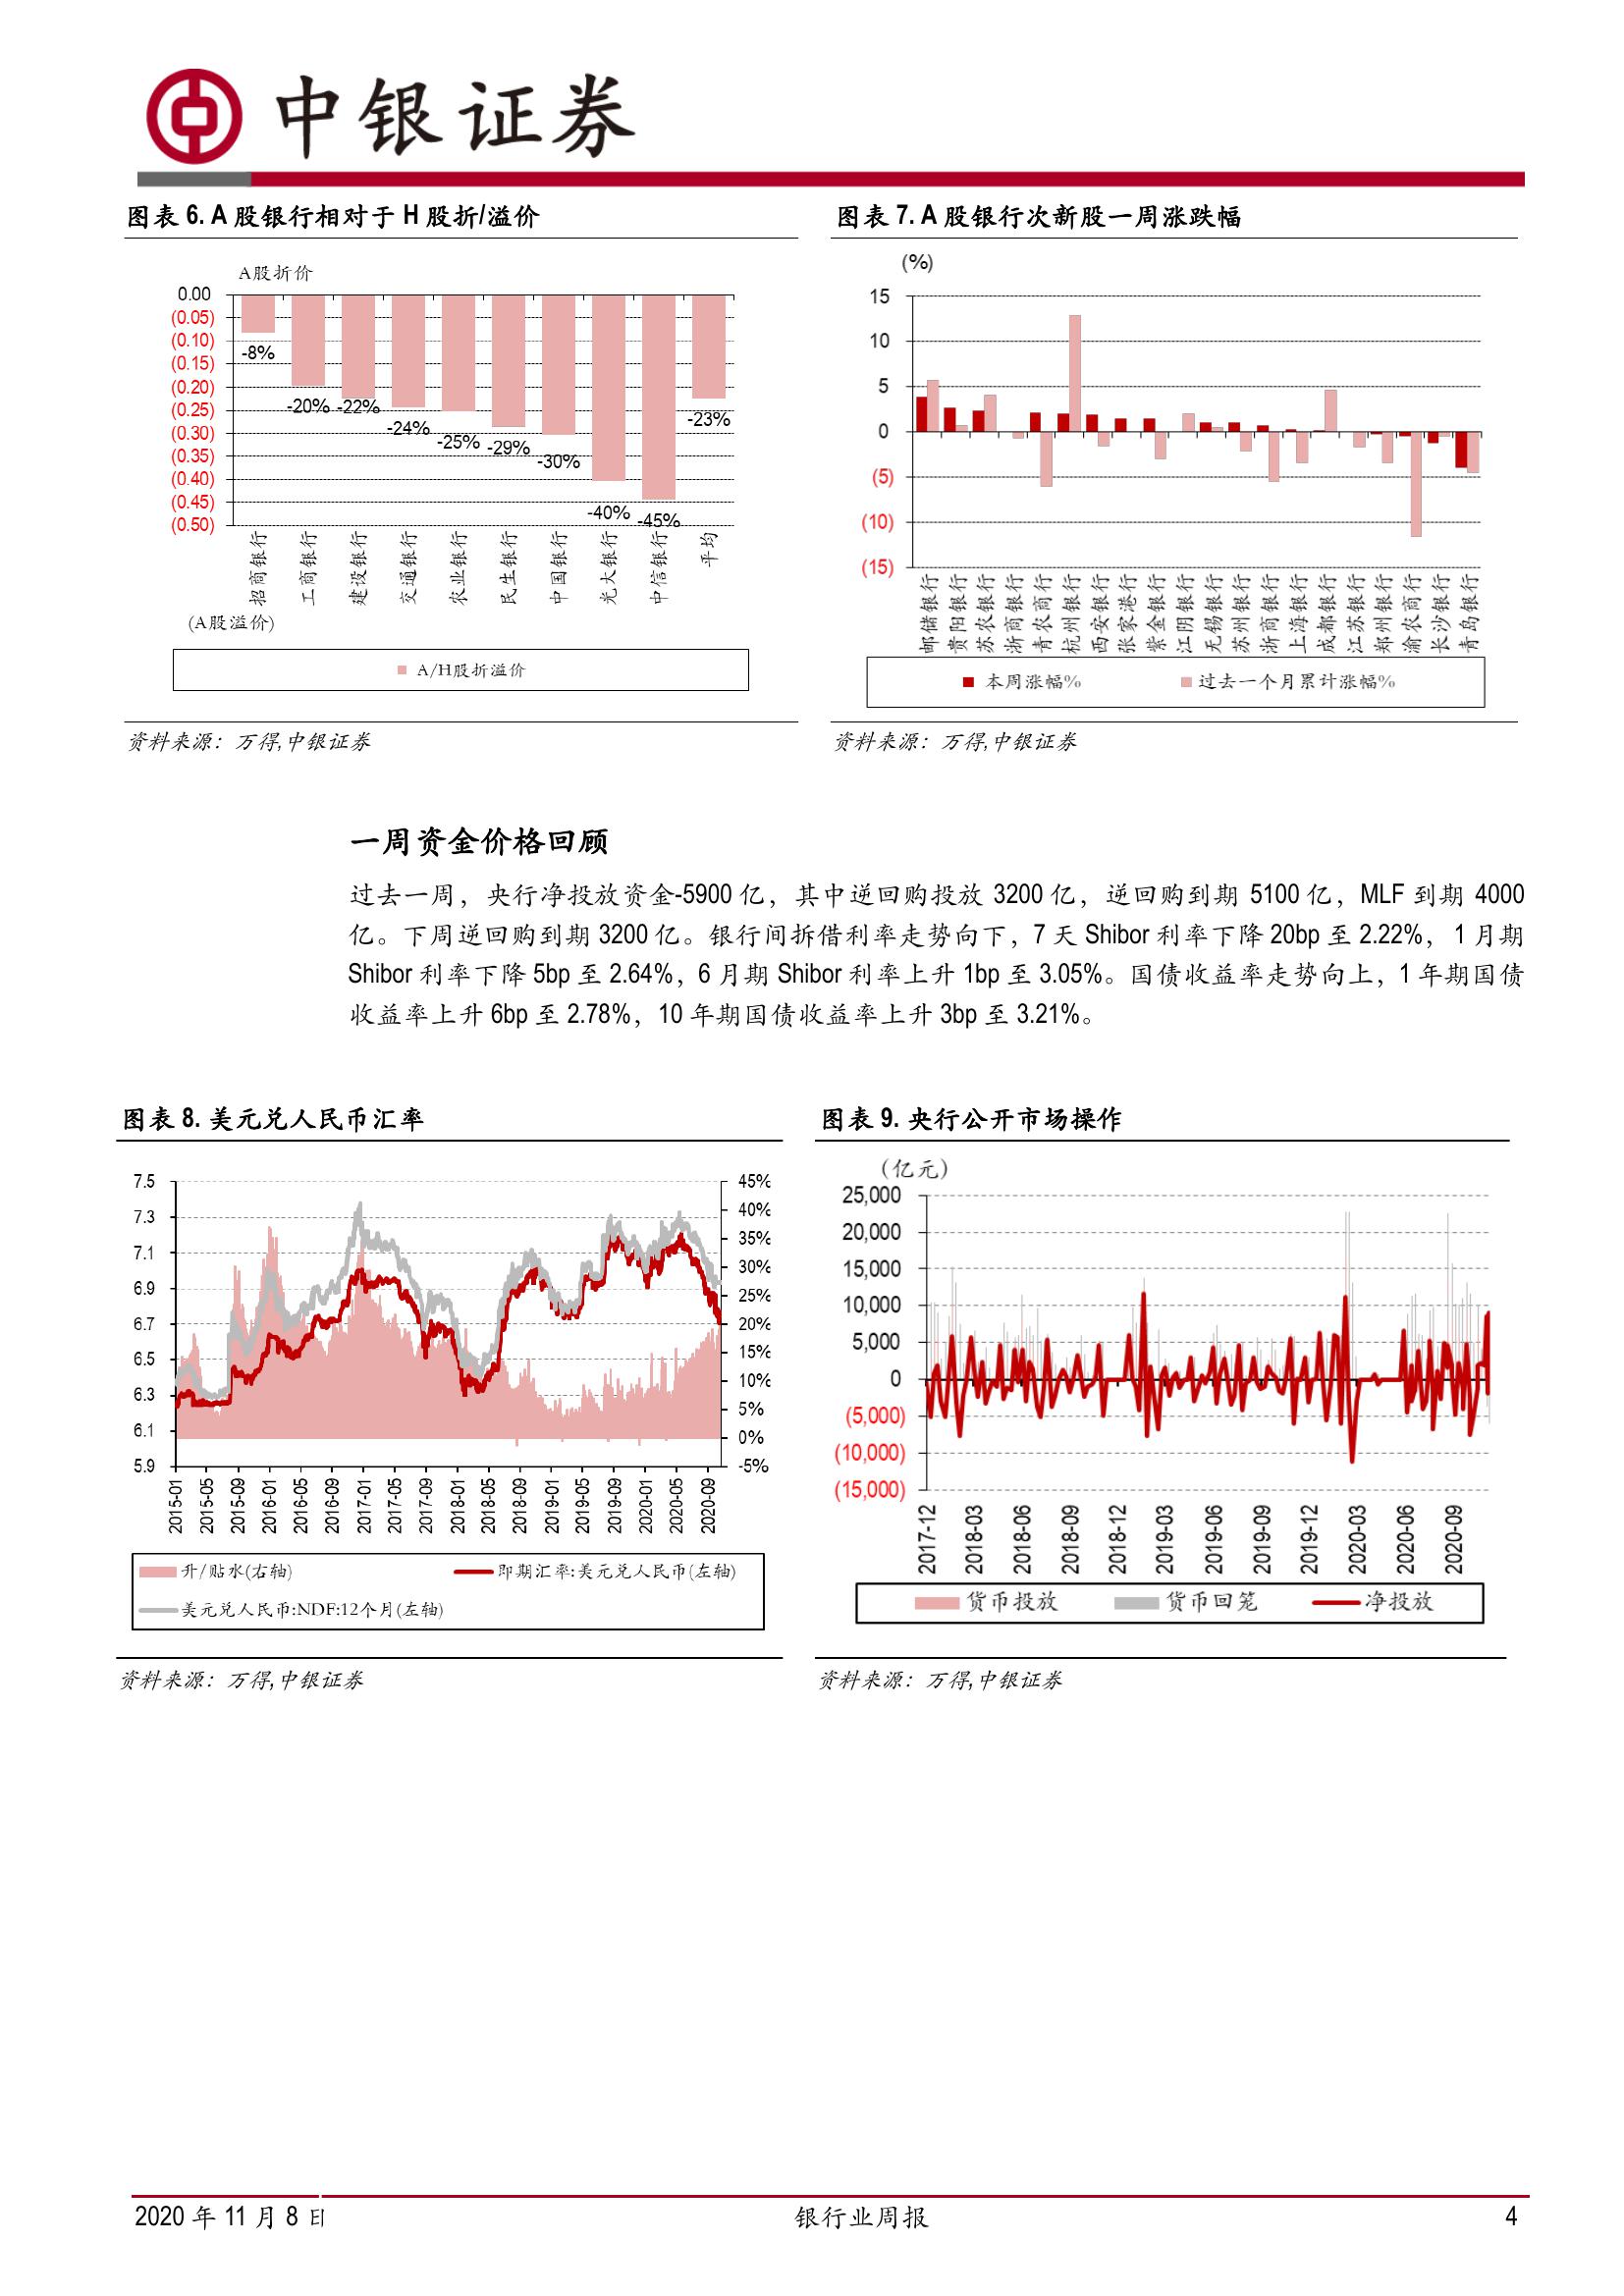 中银证券
图表 6. A 股银行相对于 H 股折/溢价
A股折价
0.00
(0.05)
(0.10)
(0.15)
(0.20)
(0.25)
(0.30)
(0.35)
(0.40)
(0.45)
(0.50)
-8%
-20%
-22%
-24%
-25%
-29%
-30%
-40%
-45%
-23%
招商银行
工商银行
建设银行
交通银行
农业银行
民生银行
中国银行
光大银行
中信银行
平均
(A股溢价)
A/H股折溢价
资料来源：万得,中银证券
图表 7. A 股银行次新股一周涨跌幅
(%)
15
10
5
0
(5)
(10)
(15)
邮储银行
贵阳银行
苏农银行
浙商银行
青农商行
杭州银行
西安银行
张家港行
紫金银行
江阴银行
无锡银行
苏州银行
浙商银行
上海银行
成都银行
江苏银行
郑州银行
渝农商行
长沙银行
青岛银行
本周涨幅%
过去一个月累计涨幅%
资料来源：万得,中银证券
一周资金价格回顾
过去一周，央行净投放资金-5900 亿，其中逆回购投放 3200 亿，逆回购到期 5100 亿，MLF 到期 4000
亿。下周逆回购到期 3200 亿。银行间拆借利率走势向下，7 天 Shibor 利率下降 20bp 至 2.22%，1 月期
Shibor 利率下降 5bp 至 2.64%，6 月期 Shibor 利率上升 1bp 至 3.05%。国债收益率走势向上，1 年期国债
收益率上升 6bp 至 2.78%，10 年期国债收益率上升 3bp 至 3.21%。
图表 8. 美元兑人民币汇率
7.5
7.3
7.1
6.9
6.7
6.5
6.3
6.1
5.9
45%
40%
35%
30%
25%
20%
15%
10%
5%
0%
-5%
2015-01
2015-05
2015-09
2016-01
2016-05
2016-09
2017-01
2017-05
2017-09
2018-01
2018-05
2018-09
2019-01
2019-05
2019-09
2020-01
2020-05
2020-09
升/贴水(右轴)
即期汇率:美元兑人民币(左轴)
美元兑人民币:NDF:12个月(左轴)
资料来源：万得,中银证券
图表 9. 央行公开市场操作
(亿元)
25,000
20,000
15,000
10,000
5,000
0
(5,000)
(10,000)
(15,000)
2017-12
2018-03
2018-06
2018-09
2018-12
2019-03
2019-06
2019-09
2019-12
2020-03
2020-06
2020-09
货币投放
货币回笼
净投放
资料来源：万得,中银证券
2020 年 11 月 8 日
银行业周报
4